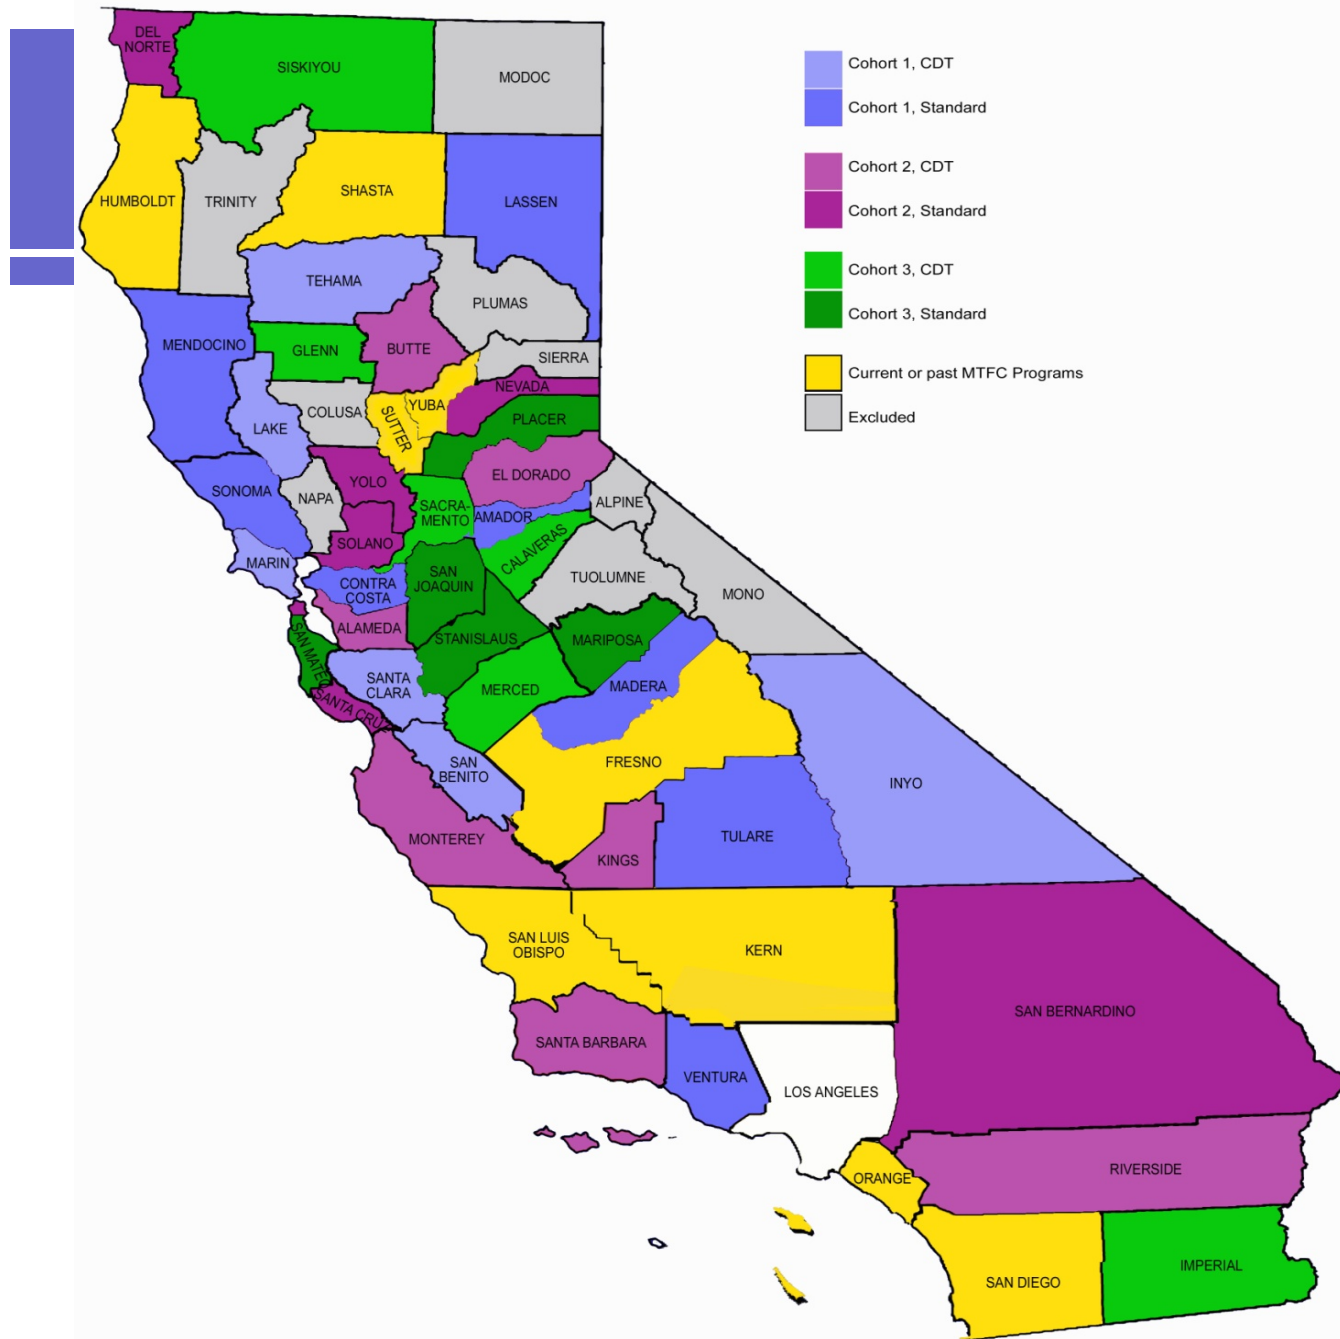 DEL
NORTE
SISKIYOU
MODOC
Cohort 1, CDT
Cohort 1, Standard
Cohort 2, CDT
Cohort 2, Standard
Cohort 3, CDT
Cohort 3, Standard
Current or past MTFC Programs
Excluded
HUMBOLDT
TRINITY
SHASTA
LASSEN
TEHAMA
PLUMAS
MENDOCINO
GLENN
BUTTE
SIERRA
NEVADA
YUBA
SUTTER
COLUSA
PLACER
LAKE
EL DORADO
YOLO
SONOMA
NAPA
SACRA-
MENTO
AMADOR
ALPINE
SOLANO
CALAVERAS
MARIN
CONTRA
COSTA
SAN
JOAQUIN
TUOLUMNE
MONO
ALAMEDA
STANISLAUS
MARIPOSA
SAN MATEO
SANTA
CLARA
MERCED
MADERA
SANTA CRUZ
SAN
BENITO
FRESNO
INYO
MONTEREY
KINGS
TULARE
SAN LUIS
OBISPO
KERN
SAN BERNARDINO
SANTA BARBARA
VENTURA
LOS ANGELES
ORANGE
RIVERSIDE
SAN DIEGO
IMPERIAL